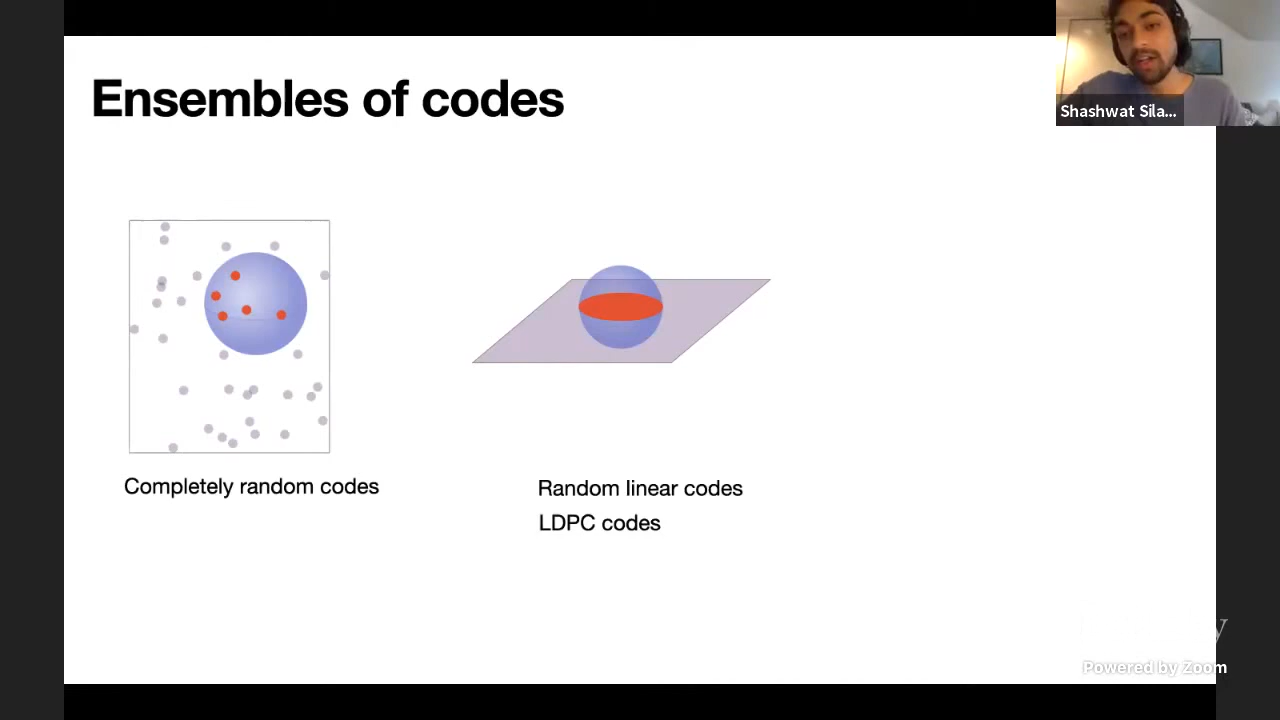 Ensembles of codes
Shashwat Sila...
Completely random codes
Random linear codes
LDPC codes
Powered by Zoom